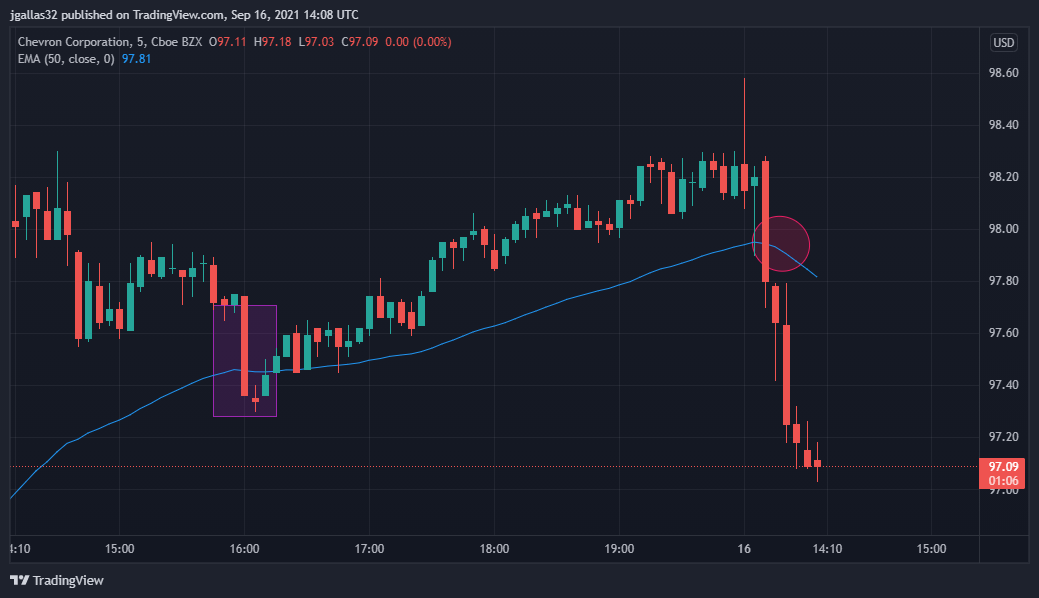 jgallas32 published on TradingView.com, Sep 16, 2021 14:08 UTC
Chevron Corporation, 5, Cboe BZX O97.11 H97.18 L97.03 C97.09 0.00 (0.00%)
EMA (50, close, 0) 97.81
USD
98.60
98.40
98.20
98.00
97.80
97.60
97.40
97.20
97.09
01:06
97.00
4:10 15:00 16:00 17:00 18:00 19:00 16 14:10 15:00
TradingView